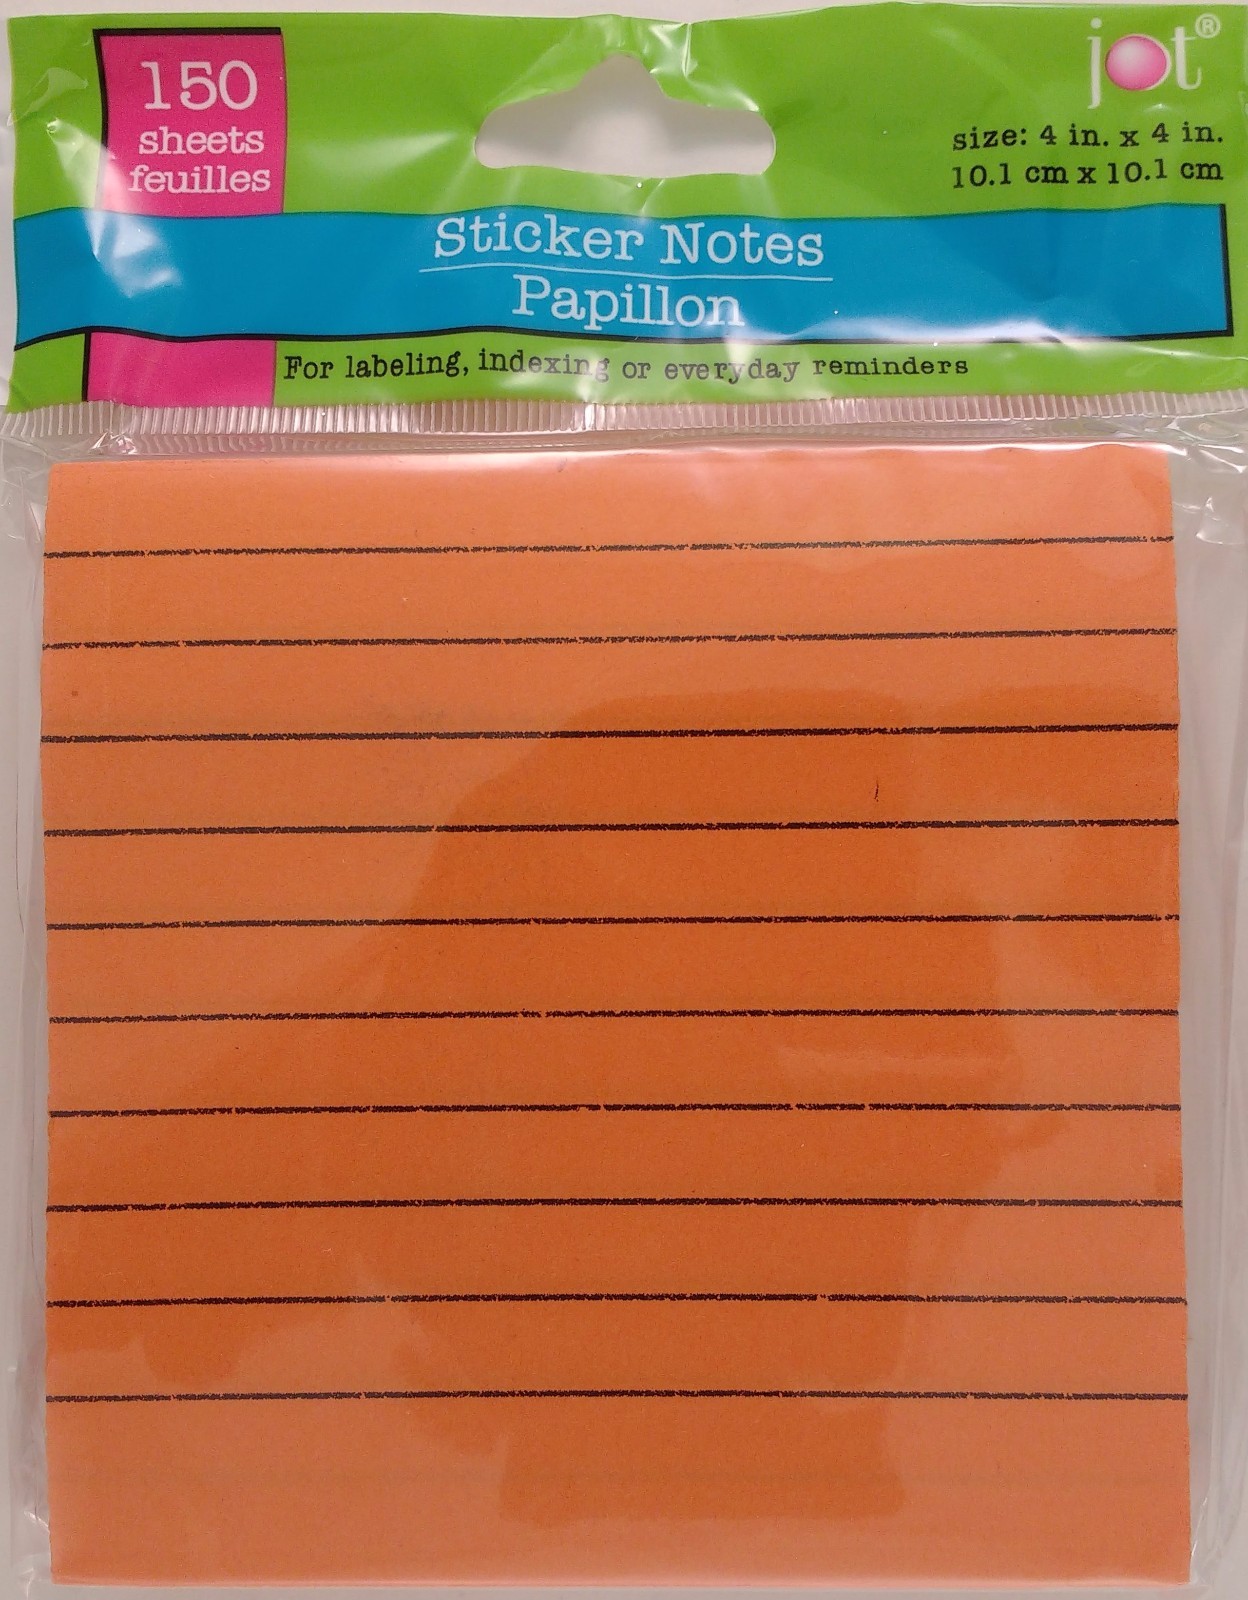 150
sheets
feuilles
jot®
size: 4 in. x 4 in.
10.1 cm x 10.1 cm
Sticker Notes
Papillon
For labeling, indexing or everyday reminders